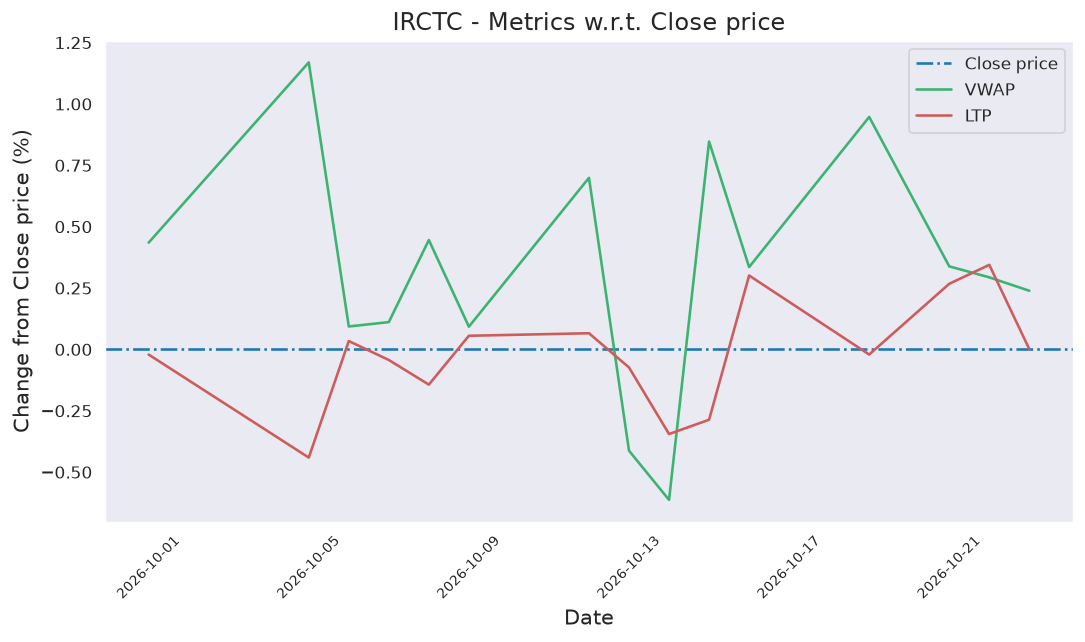 IRCTC - Metrics w.r.t. Close price
Change from Close price (%)
1.25
1.00
0.75
0.50
0.25
0.00
−0.25
−0.50
Close price
VWAP
LTP
2026-10-01
2026-10-05
2026-10-09
2026-10-13
2026-10-17
2026-10-21
Date